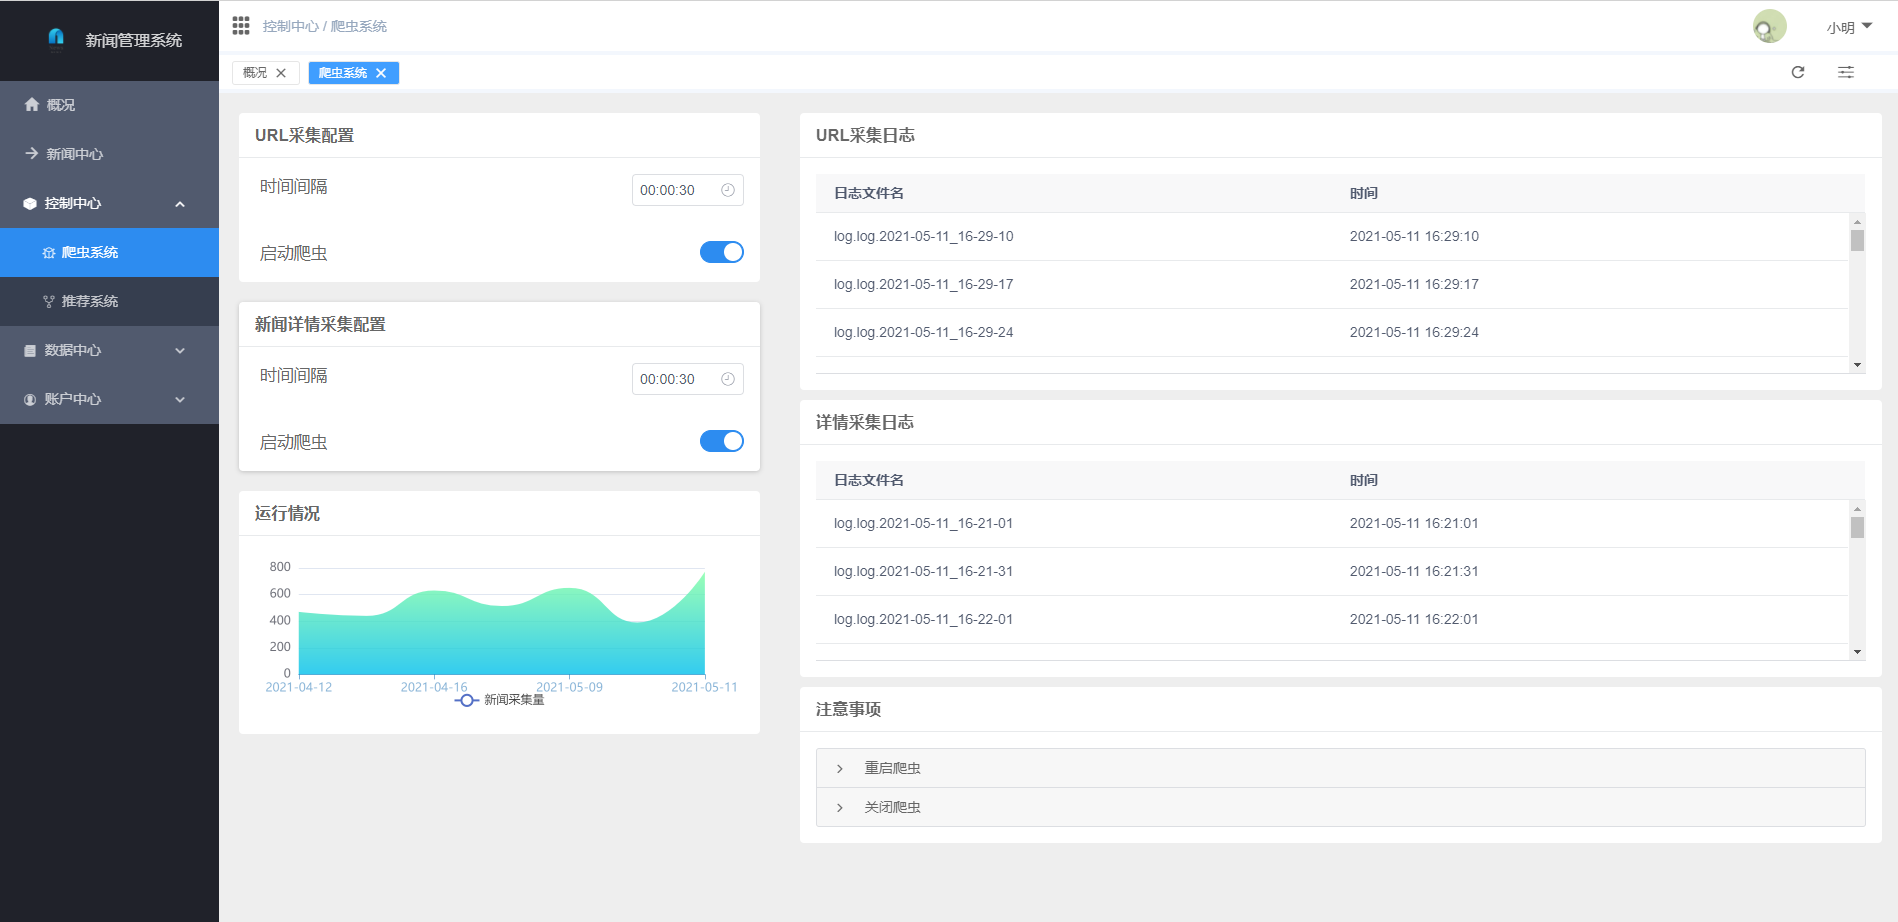 新闻管理系统
控制中心 / 爬虫系统
小明
概况
爬虫系统
概况
新闻中心
控制中心
爬虫系统
推荐系统
数据中心
账户中心
URL采集配置
时间间隔
00:00:30
启动爬虫
新闻详情采集配置
时间间隔
00:00:30
启动爬虫
运行情况
800
600
400
200
0
2021-04-12 2021-04-16 2021-05-09 2021-05-11
新闻采集量
URL采集日志
日志文件名 时间
log.log.2021-05-11_16-29-10 2021-05-11 16:29:10
log.log.2021-05-11_16-29-17 2021-05-11 16:29:17
log.log.2021-05-11_16-29-24 2021-05-11 16:29:24
详情采集日志
日志文件名 时间
log.log.2021-05-11_16-21-01 2021-05-11 16:21:01
log.log.2021-05-11_16-21-31 2021-05-11 16:21:31
log.log.2021-05-11_16-22-01 2021-05-11 16:22:01
注意事项
重启爬虫
关闭爬虫